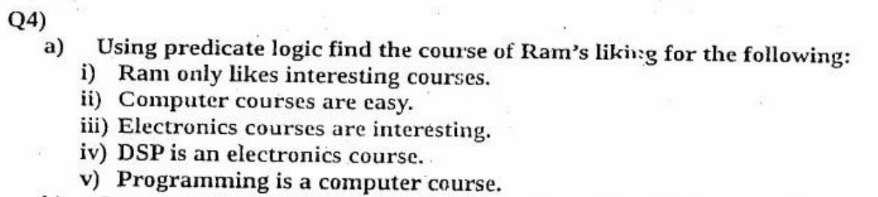 Q4)
a) Using predicate logic find the course of Ram's liking for the following:
i) Ram only likes interesting courses.
ii) Computer courses are easy.
iii) Electronics courses are interesting.
iv) DSP is an electronics course.
v) Programming is a computer course.